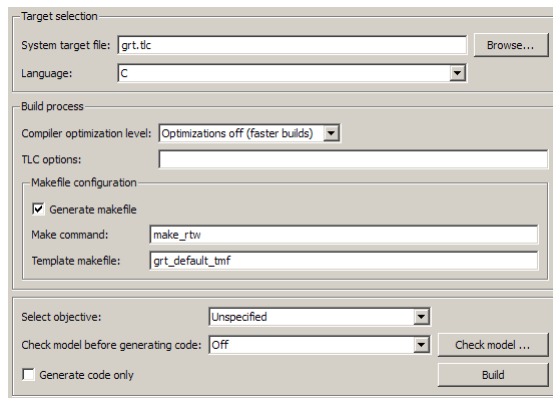 Target selection
System target file: grt.tlc Browse...
Language: C
Build process
Compiler optimization level: Optimizations off (faster builds)
TLC options:
Makefile configuration
Generate makefile
Make command: make_rtw
Template makefile: grt_default_tmf
Select objective: Unspecified
Check model before generating code: Off Check model ...
Generate code only Build